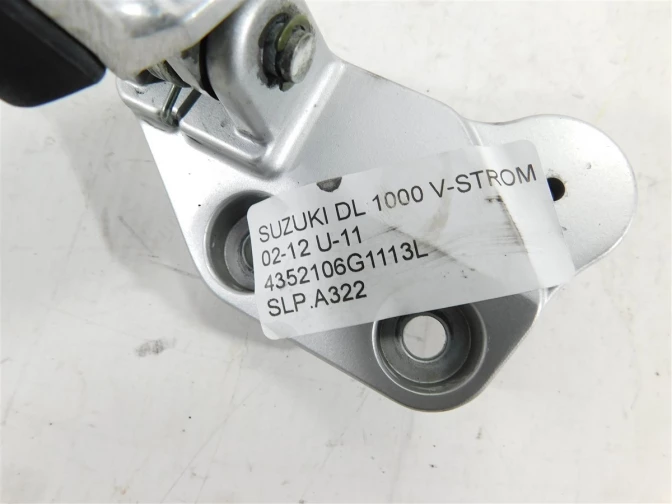 SUZUKI DL 1000 V-STROM
02-12 U-11
4352106G1113L
SLP.A322